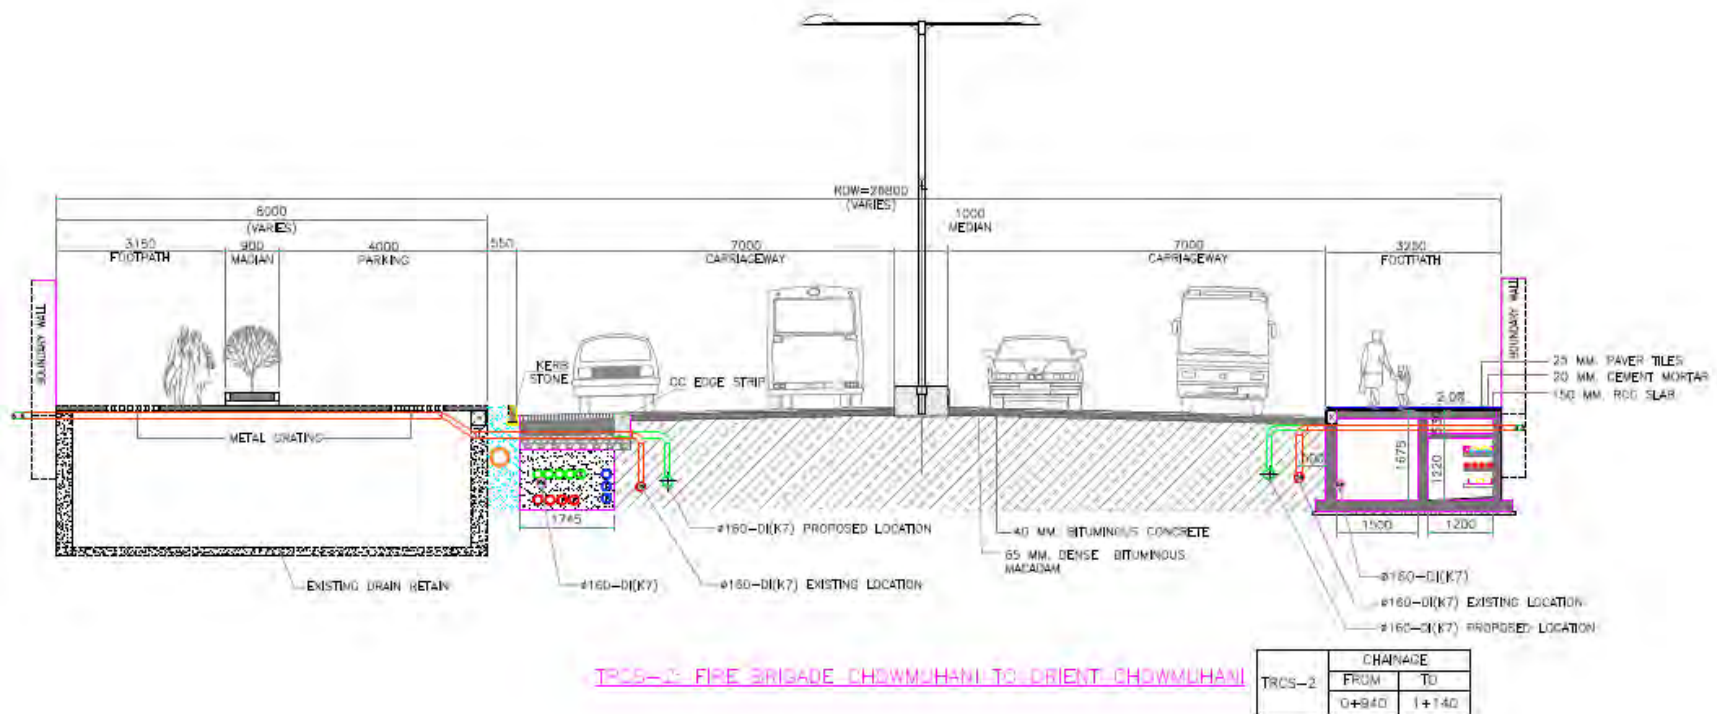 ROW=26800
(VARIES)
8000
(VARIES)
1000
MEDIAN
3150
FOOTPATH
900
MADIAN
4000
PARKING
550
7000
CARRIAGEWAY
7000
CARRIAGEWAY
3250
FOOTPATH
BOUNDARY WALL
BOUNDARY WALL
KERB
STONE
CC EDGE STRIP
25 MM. PAVER TILES
20 MM. CEMENT MORTAR
150 MM. RCC SLAB
METAL GRATING
1675
1220
1745
1500
1200
ø160-DI(K7) PROPOSED LOCATION
40 MM. BITUMINOUS CONCRETE
65 MM. DENSE BITUMINOUS
MACADAM
EXISTING DRAIN RETAIN
ø160-DI(K7)
ø160-DI(K7) EXISTING LOCATION
ø160-DI(K7)
ø160-DI(K7) EXISTING LOCATION
ø160-DI(K7) PROPOSED LOCATION
TRCS-2: FIRE BRIGADE CHOWMUHANI TO ORIENT CHOWMUHANI
TRCS-2
CHAINAGE
FROM TO
0+940 1+140